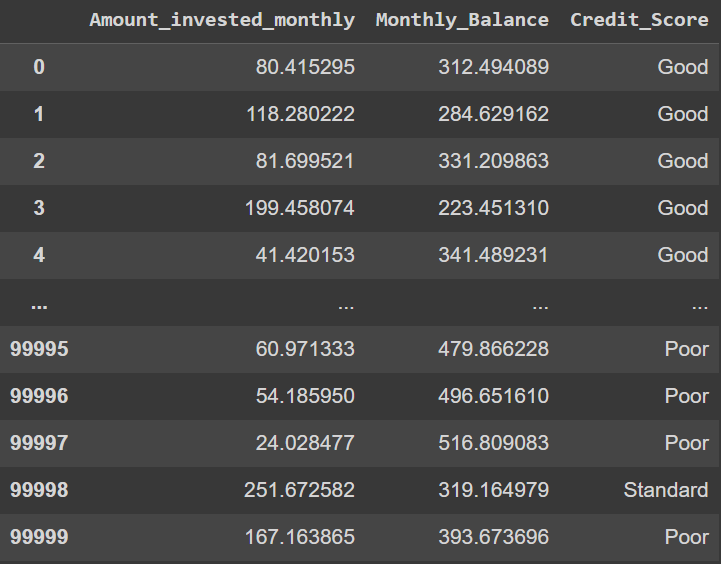 Amount_invested_monthly Monthly_Balance Credit_Score
0 80.415295 312.494089 Good
1 118.280222 284.629162 Good
2 81.699521 331.209863 Good
3 199.458074 223.451310 Good
4 41.420153 341.489231 Good
... ... ... ...
99995 60.971333 479.866228 Poor
99996 54.185950 496.651610 Poor
99997 24.028477 516.809083 Poor
99998 251.672582 319.164979 Standard
99999 167.163865 393.673696 Poor